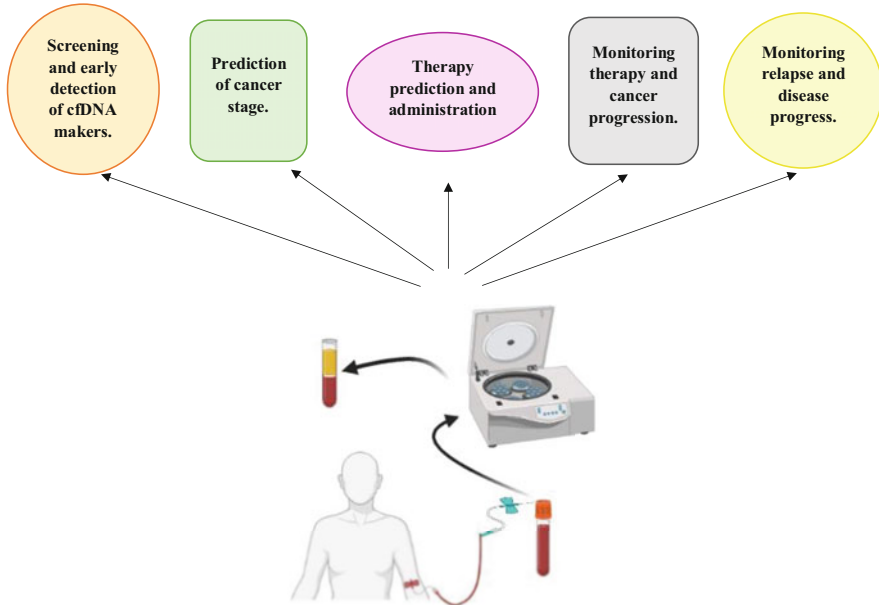 Screening
and early
detection
of cfDNA
makers.
Prediction
of cancer
stage.
Therapy
prediction and
administration
Monitoring
therapy and
cancer
progression.
Monitoring
relapse and
disease
progress.